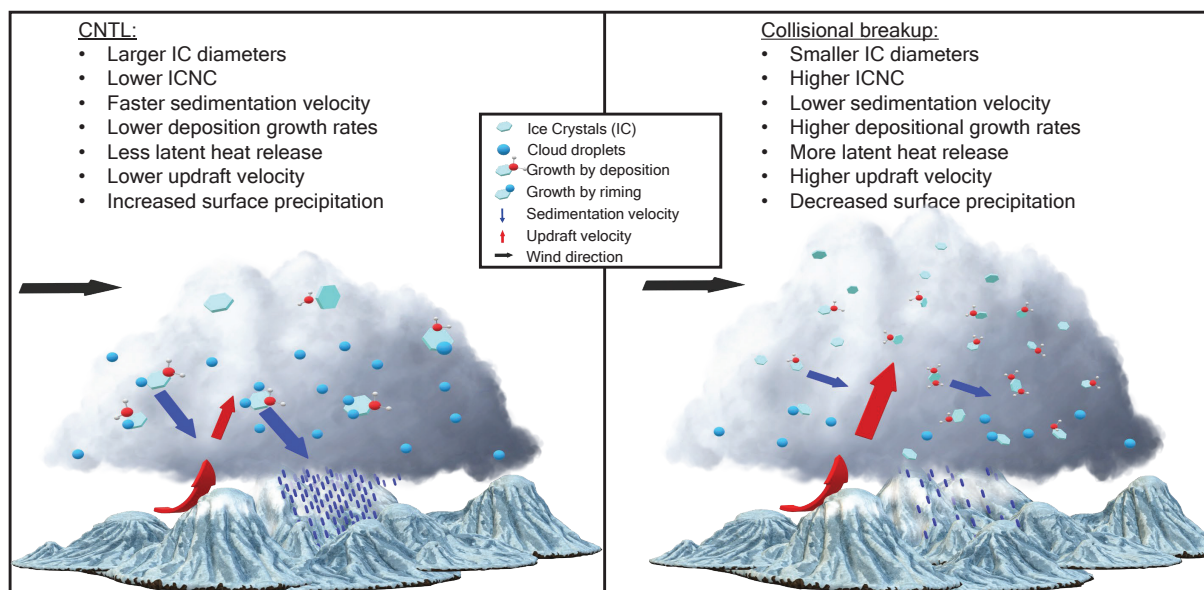 CNTL:
• Larger IC diameters
• Lower ICNC
• Faster sedimentation velocity
• Lower deposition growth rates
• Less latent heat release
• Lower updraft velocity
• Increased surface precipitation
Ice Crystals (IC)
Cloud droplets
Growth by deposition
Growth by riming
Sedimentation velocity
Updraft velocity
Wind direction
Collisional breakup:
• Smaller IC diameters
• Higher ICNC
• Lower sedimentation velocity
• Higher depositional growth rates
• More latent heat release
• Higher updraft velocity
• Decreased surface precipitation